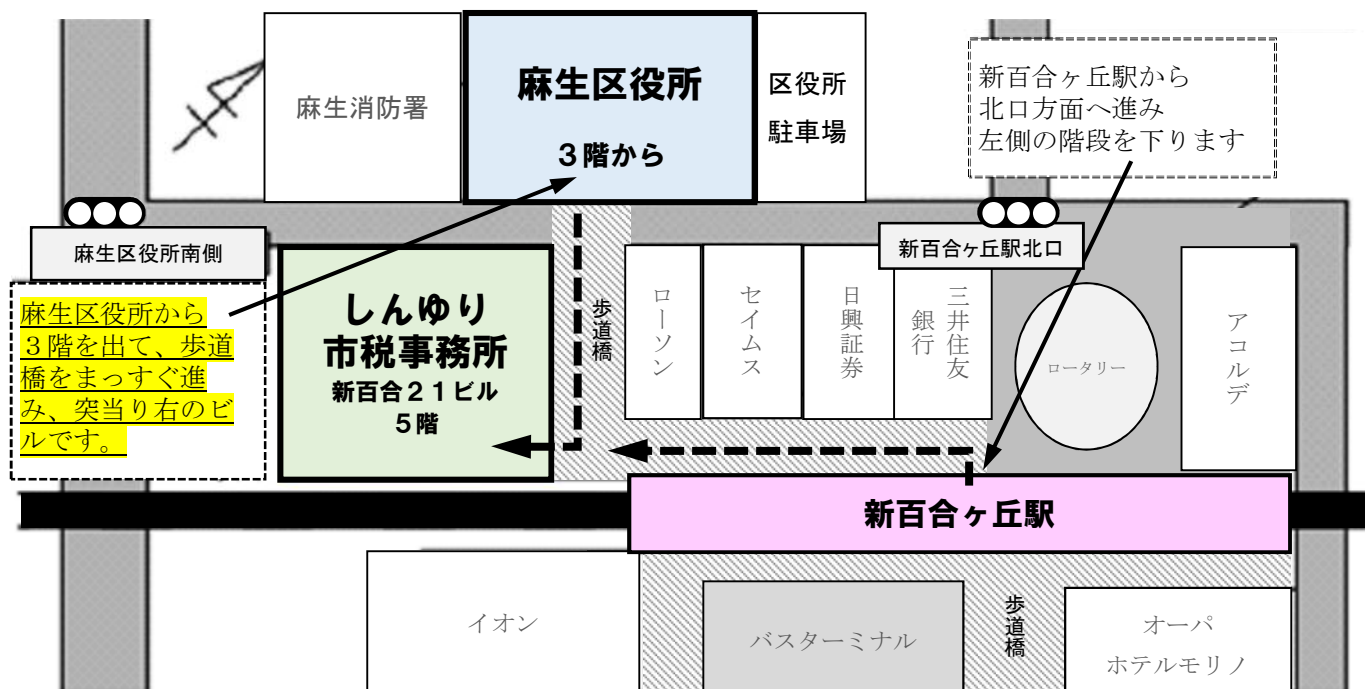 麻生消防署
麻生区役所
３階から
区役所
駐車場
新百合ヶ丘駅から
北口方面へ進み
左側の階段を下ります
麻生区役所南側
新百合ヶ丘駅北口
麻生区役所から
３階を出て、歩道
橋をまっすぐ進
み、突当り右のビ
ルです。
しんゆり
市税事務所
新百合２１ビル
５階
歩道橋
ローソン
セイムス
日興証券
三井住友
銀行
ロータリー
アコルデ
新百合ヶ丘駅
イオン
バスターミナル
歩道橋
オーパ
ホテルモリノ